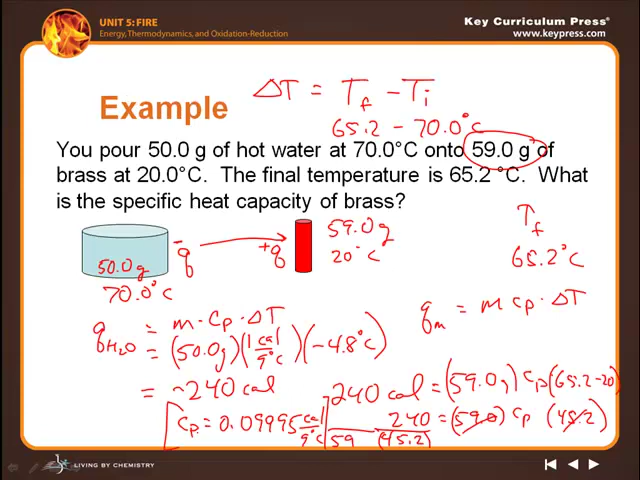 UNIT 5: FIRE
Energy, Thermodynamics, and Oxidation-Reduction
Key Curriculum Press®
www.keypress.com
ΔT = Tf − Ti
65.2 − 70.0°C
Example
You pour 50.0 g of hot water at 70.0°C onto 59.0 g of
brass at 20.0°C. The final temperature is 65.2 °C. What
is the specific heat capacity of brass?
50.0 g
70.0°C
−q
+q
59.0 g
20°C
Tf
65.2°C
qH2O = m · Cp · ΔT
= (50.0g)(1 cal/g°C)(−4.8°C)
= −240 cal
Cp = 0.09995 cal/g°C
qm = m Cp · ΔT
240 cal = (59.0g) Cp (65.2−20)
240 = (59.0) Cp (45.2)
59 (45.2)
LIVING BY CHEMISTRY